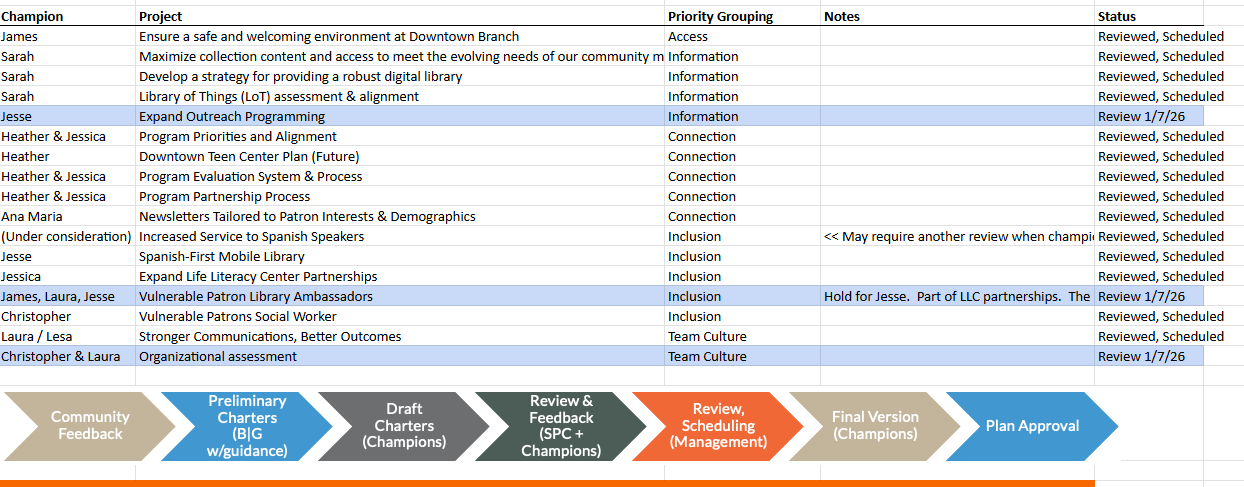 Champion Project Priority Grouping Notes Status
James Ensure a safe and welcoming environment at Downtown Branch Access Reviewed, Scheduled
Sarah Maximize collection content and access to meet the evolving needs of our community m Information Reviewed, Scheduled
Sarah Develop a strategy for providing a robust digital library Information Reviewed, Scheduled
Sarah Library of Things (LoT) assessment & alignment Information Reviewed, Scheduled
Jesse Expand Outreach Programming Information Review 1/7/26
Heather & Jessica Program Priorities and Alignment Connection Reviewed, Scheduled
Heather Downtown Teen Center Plan (Future) Connection Reviewed, Scheduled
Heather & Jessica Program Evaluation System & Process Connection Reviewed, Scheduled
Heather & Jessica Program Partnership Process Connection Reviewed, Scheduled
Ana Maria Newsletters Tailored to Patron Interests & Demographics Connection Reviewed, Scheduled
(Under consideration) Increased Service to Spanish Speakers Inclusion << May require another review when champi Reviewed, Scheduled
Jesse Spanish-First Mobile Library Inclusion Reviewed, Scheduled
Jessica Expand Life Literacy Center Partnerships Inclusion Reviewed, Scheduled
James, Laura, Jesse Vulnerable Patron Library Ambassadors Inclusion Hold for Jesse.  Part of LLC partnerships.  The Review 1/7/26
Christopher Vulnerable Patrons Social Worker Inclusion Reviewed, Scheduled
Laura / Lesa Stronger Communications, Better Outcomes Team Culture Reviewed, Scheduled
Christopher & Laura Organizational assessment Team Culture Review 1/7/26
Community
Feedback
Preliminary
Charters
(B|G
w/guidance)
Draft
Charters
(Champions)
Review &
Feedback
(SPC +
Champions)
Review,
Scheduling
(Management)
Final Version
(Champions)
Plan Approval